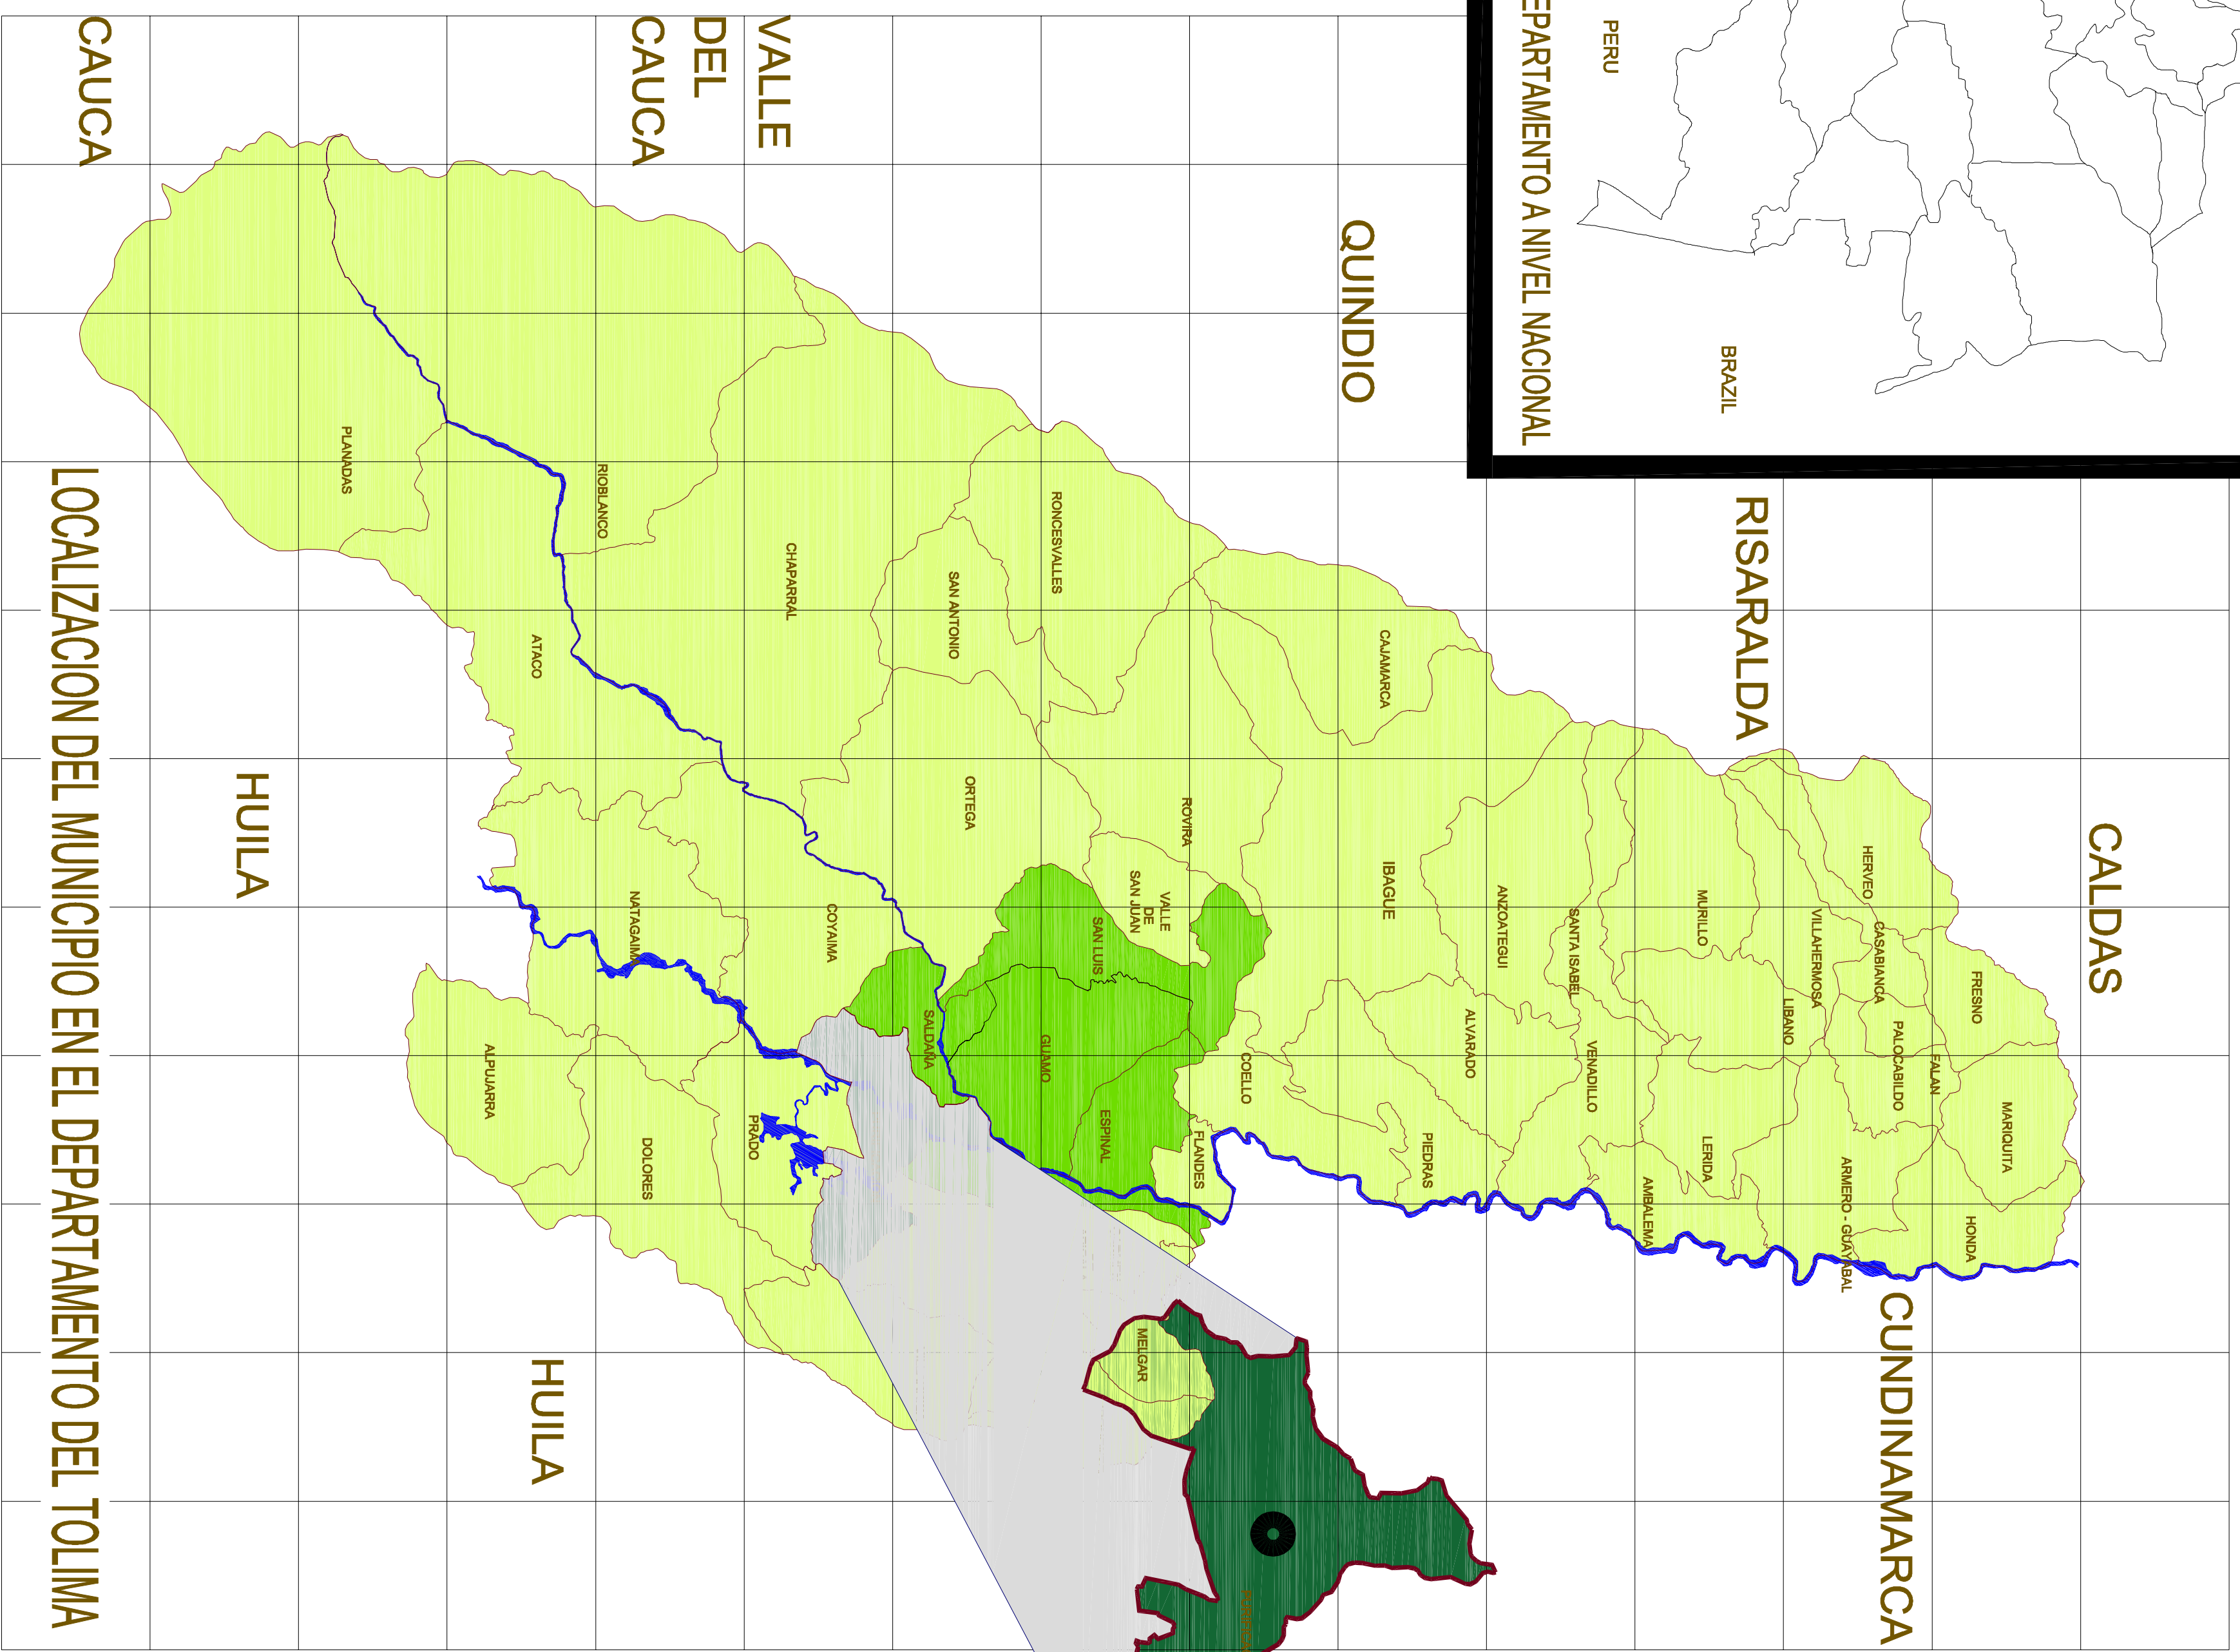 EPARTAMENTO A NIVEL NACIONAL
PERU
BRAZIL
CALDAS
RISARALDA
QUINDIO
VALLE
DEL
CAUCA
CAUCA
HUILA
HUILA
CUNDINAMARCA
MARIQUITA
FRESNO
HONDA
FALAN
PALOCABILDO
CASABIANCA
HERVEO
ARMERO - GUAYABAL
VILLAHERMOSA
LIBANO
MURILLO
LERIDA
AMBALEMA
VENADILLO
SANTA ISABEL
ANZOATEGUI
ALVARADO
PIEDRAS
IBAGUE
CAJAMARCA
COELLO
FLANDES
ROVIRA
VALLE
DE
SAN JUAN
SAN LUIS
ESPINAL
GUAMO
MELGAR
RONCESVALLES
SAN ANTONIO
ORTEGA
SALDAÑA
COYAIMA
CHAPARRAL
PRADO
NATAGAIMA
DOLORES
RIOBLANCO
ATACO
ALPUJARRA
PLANADAS
LOCALIZACION DEL MUNICIPIO EN EL DEPARTAMENTO DEL TOLIMA